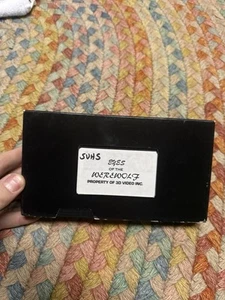 SVHS
EYES
OF THE
WEREWOLF
PROPERTY OF 3D VIDEO INC.